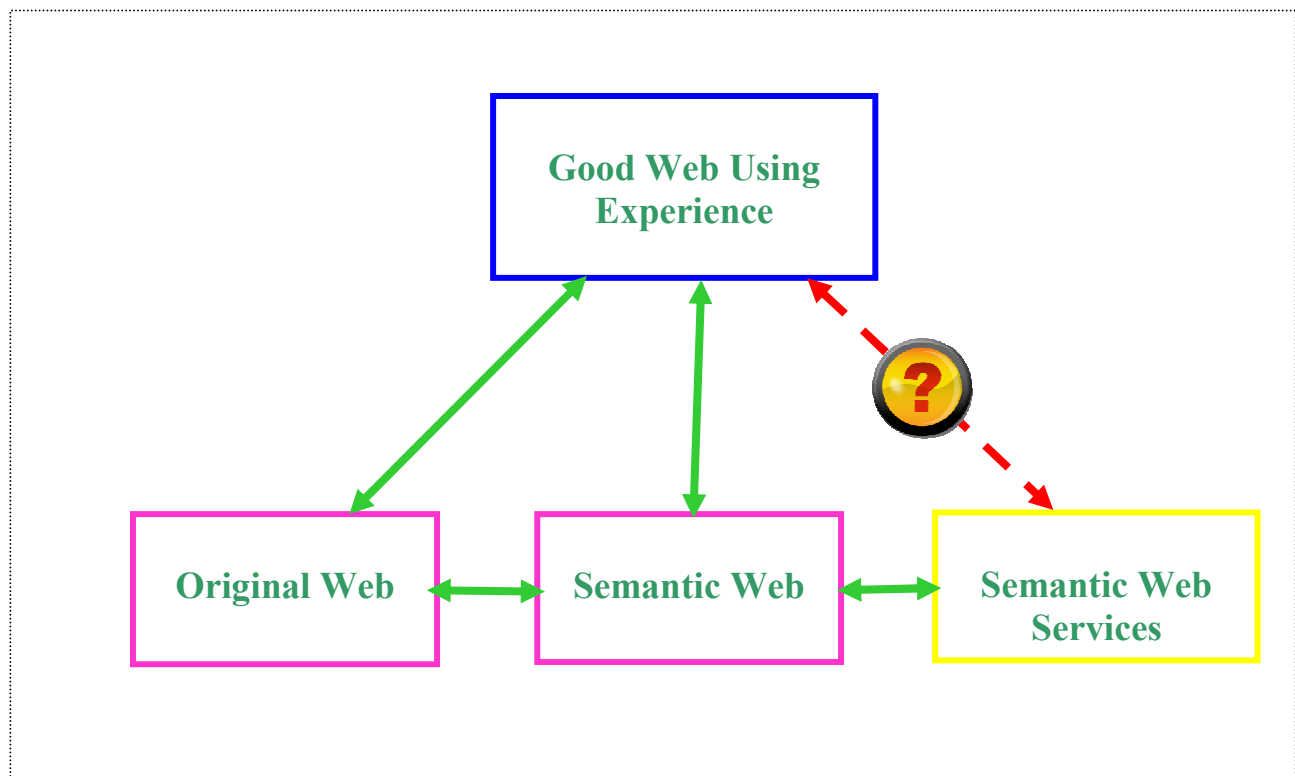 Good Web Using
Experience
?
Original Web
Semantic Web
Semantic Web
Services